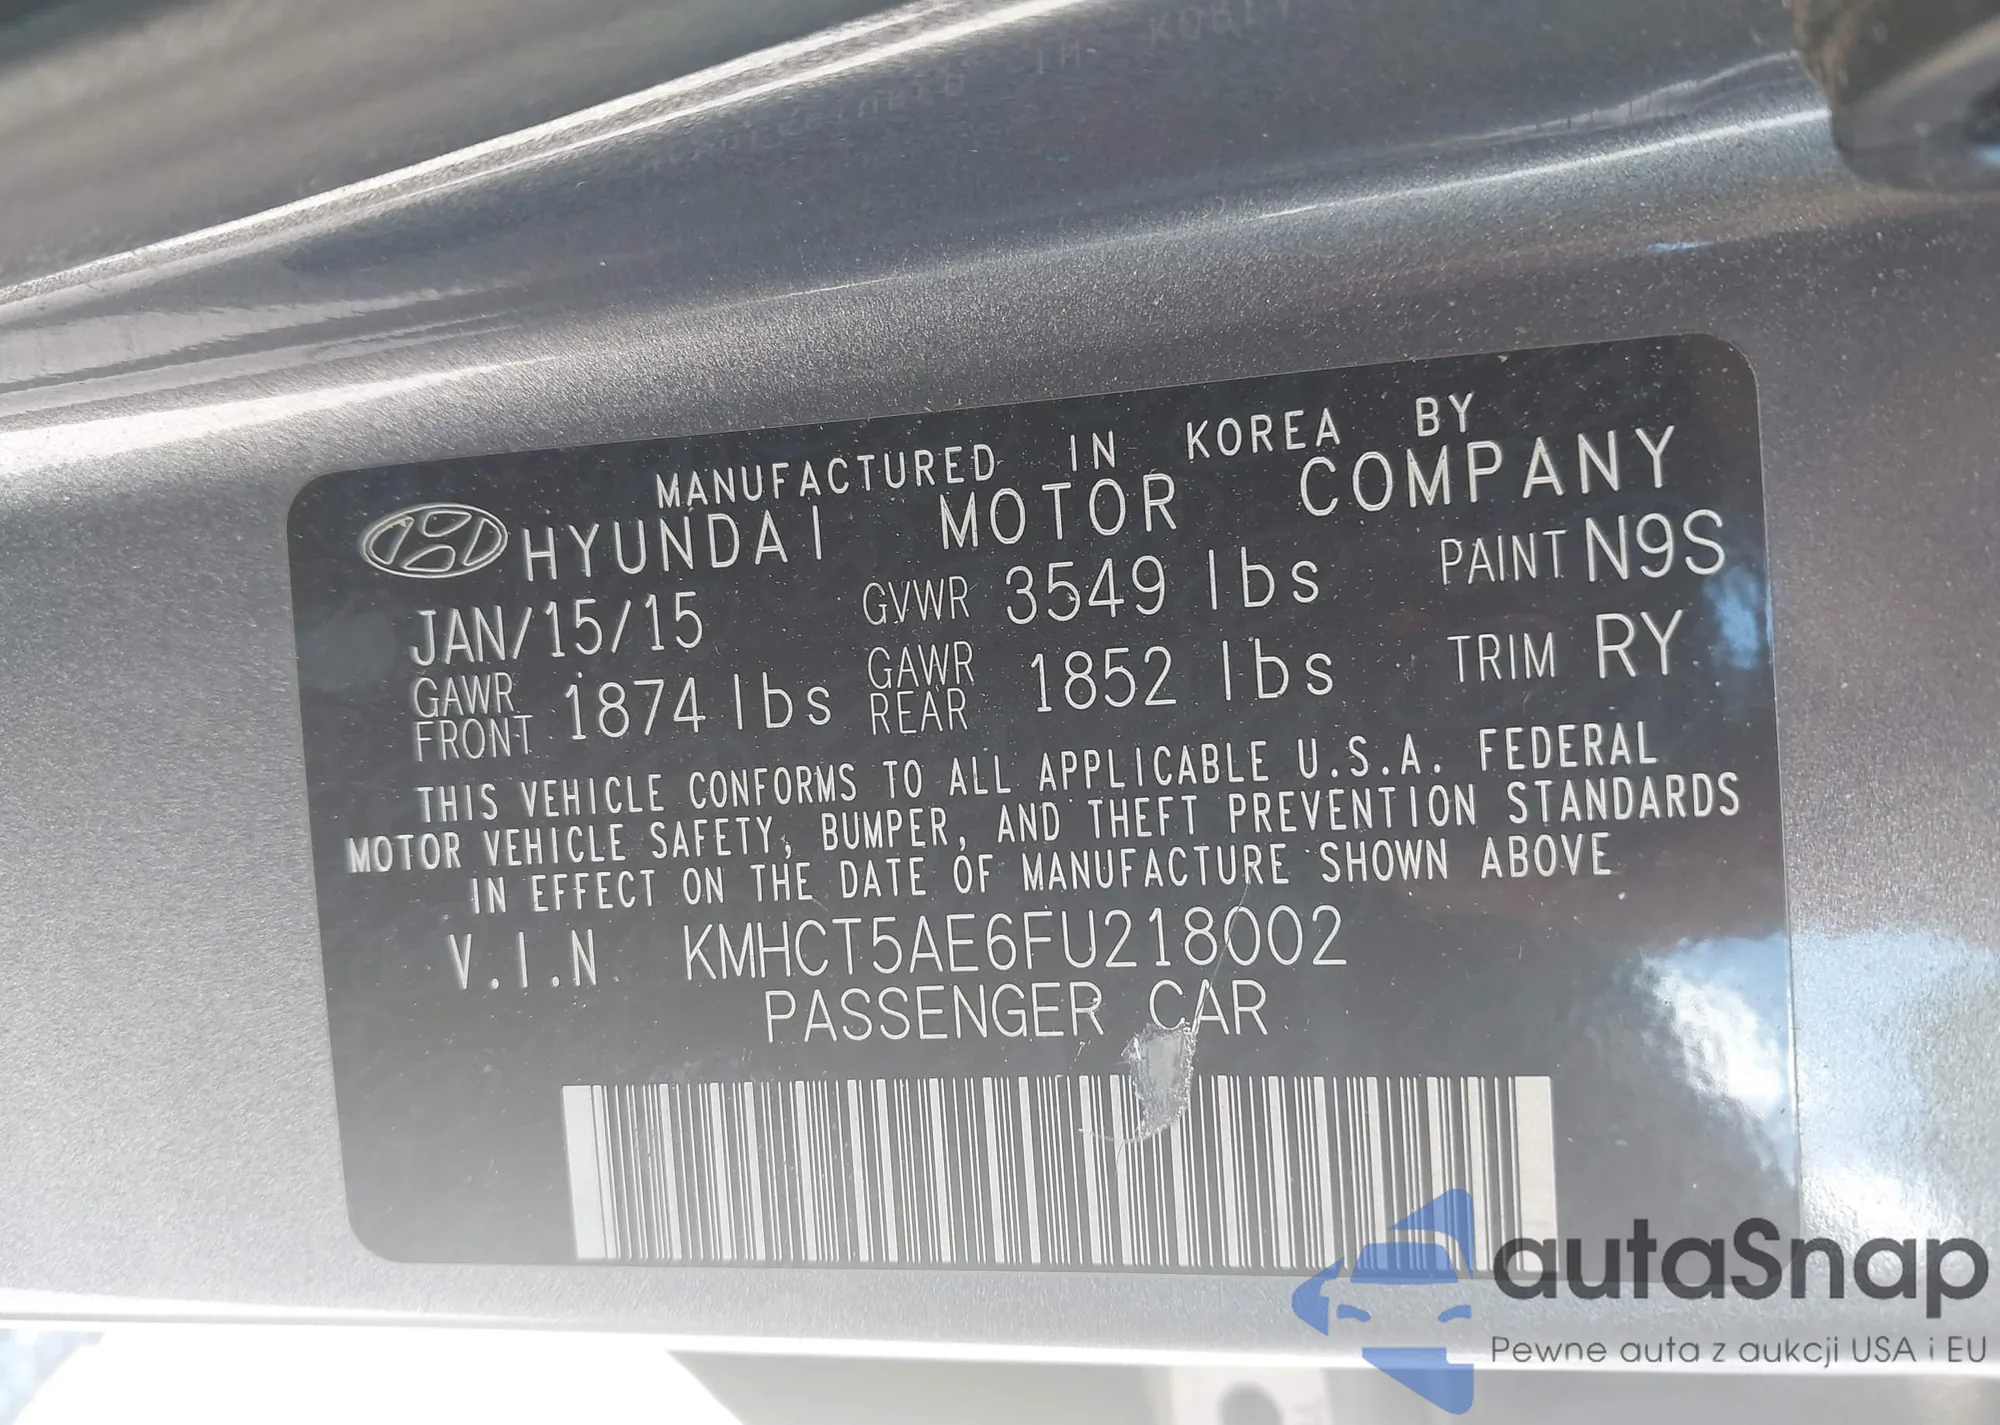 MANUFACTURED IN KOREA BY
HYUNDAI MOTOR COMPANY
JAN/15/15 GVWR 3549 lbs PAINT N9S
GAWR FRONT 1874 lbs GAWR REAR 1852 lbs TRIM RY
THIS VEHICLE CONFORMS TO ALL APPLICABLE U.S.A. FEDERAL
MOTOR VEHICLE SAFETY, BUMPER, AND THEFT PREVENTION STANDARDS
IN EFFECT ON THE DATE OF MANUFACTURE SHOWN ABOVE
V.I.N KMHCT5AE6FU218002
PASSENGER CAR
autaSnap
Pewne auta z aukcji USA i EU